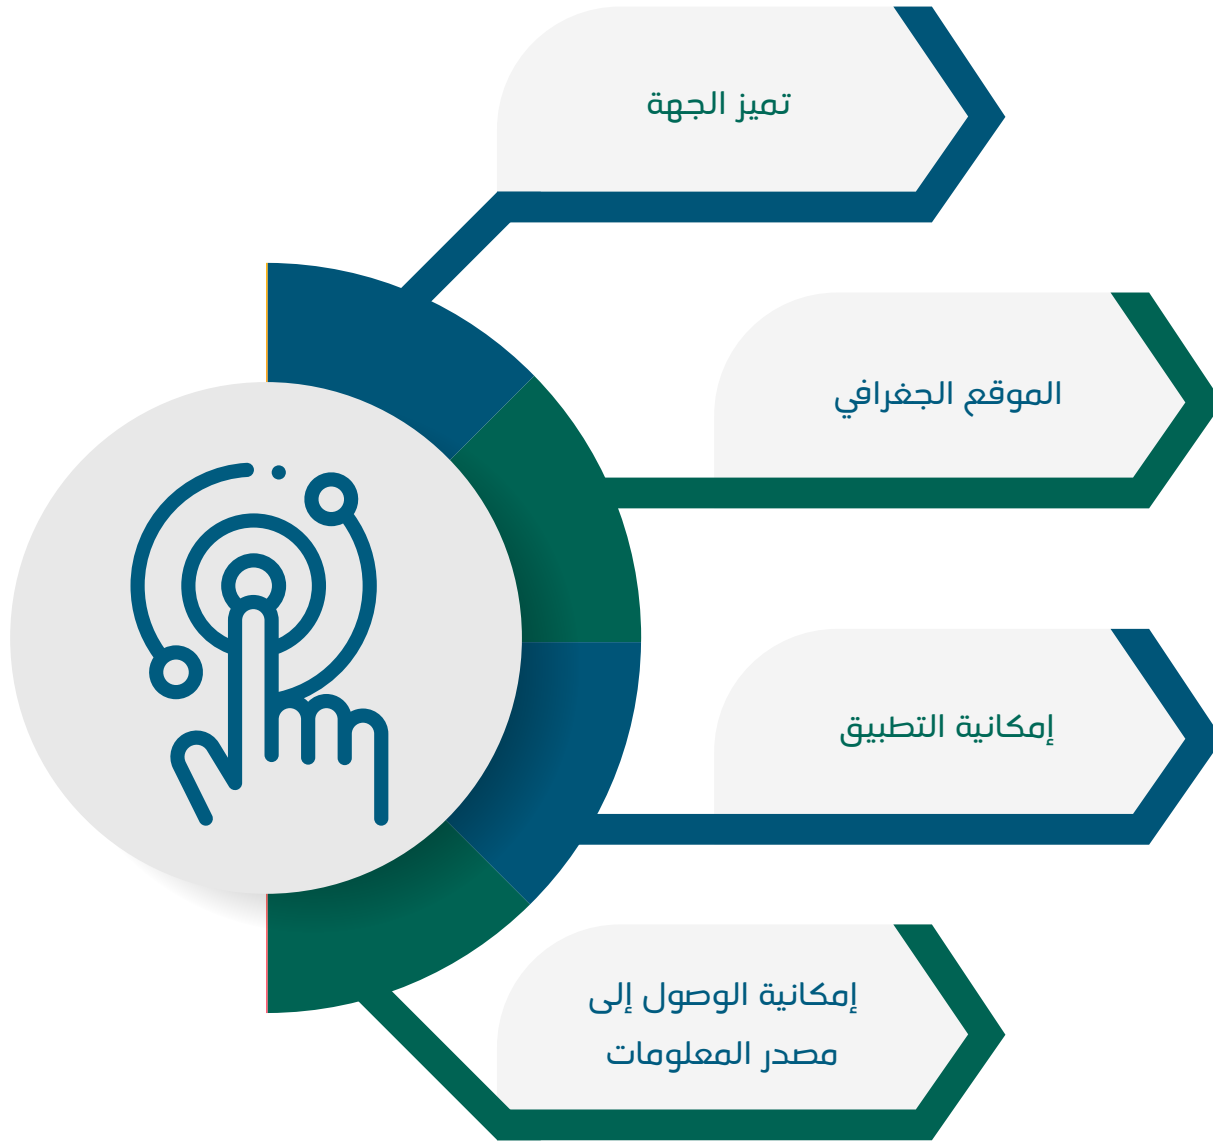 تميز الجهة
الموقع الجغرافي
إمكانية التطبيق
إمكانية الوصول إلى
مصدر المعلومات